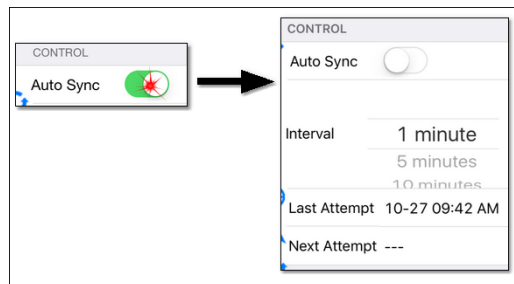 CONTROL
Auto Sync
CONTROL
Auto Sync
Interval
1 minute
5 minutes
10 minutes
Last Attempt 10-27 09:42 AM
Next Attempt ---